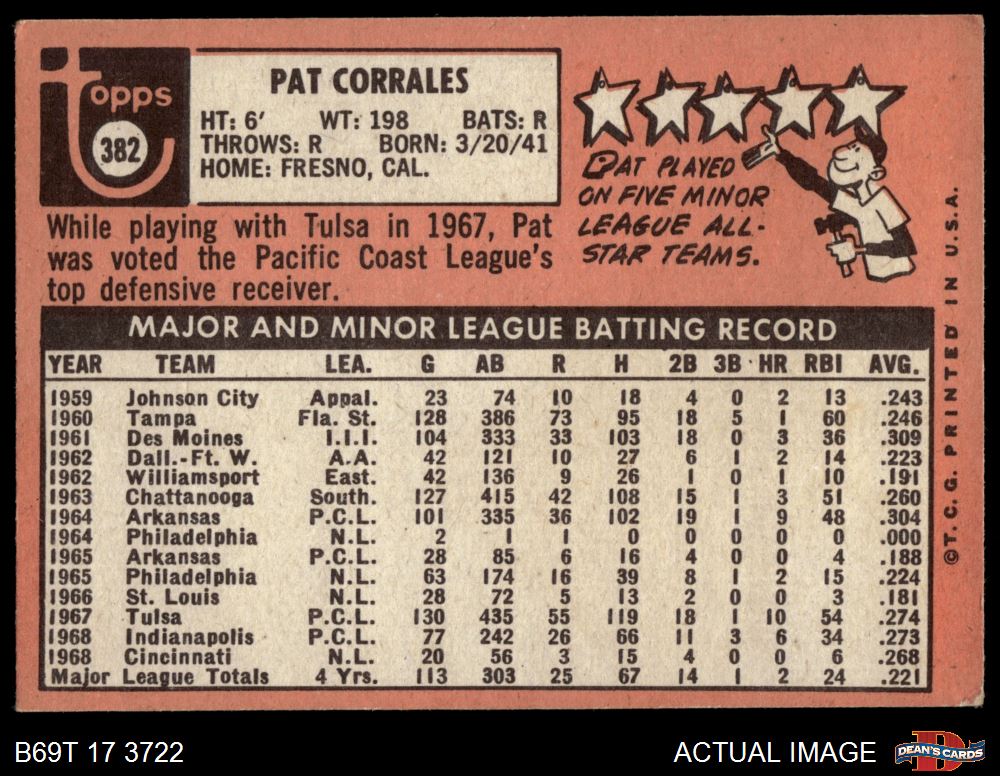 topps
382
PAT CORRALES
HT: 6' WT: 198 BATS: R
THROWS: R BORN: 3/20/41
HOME: FRESNO, CAL.
While playing with Tulsa in 1967, Pat
was voted the Pacific Coast League's
top defensive receiver.
PAT PLAYED
ON FIVE MINOR
LEAGUE ALL-
STAR TEAMS.
MAJOR AND MINOR LEAGUE BATTING RECORD
YEAR TEAM LEA. G AB R H 2B 3B HR RBI AVG.
1959 Johnson City Appal. 23 74 10 18 4 0 2 13 .243
1960 Tampa Fla. St. 128 386 73 95 18 5 1 60 .246
1961 Des Moines I.I.I. 104 333 33 103 18 0 3 36 .309
1962 Dall.-Ft. W. A.A. 42 121 10 27 6 1 2 14 .223
1962 Williamsport East. 42 136 9 26 1 0 1 10 .191
1963 Chattanooga South. 127 415 42 108 15 1 3 51 .260
1964 Arkansas P.C.L. 101 335 36 102 19 1 9 48 .304
1964 Philadelphia N.L. 2 1 1 0 0 0 0 0 .000
1965 Arkansas P.C.L. 28 85 6 16 4 0 0 4 .188
1965 Philadelphia N.L. 63 174 16 39 8 1 2 15 .224
1966 St. Louis N.L. 28 72 5 13 2 0 0 3 .181
1967 Tulsa P.C.L. 130 435 55 119 18 1 10 54 .274
1968 Indianapolis P.C.L. 77 242 26 66 11 3 6 34 .273
1968 Cincinnati N.L. 20 56 3 15 4 0 0 6 .268
Major League Totals 4 Yrs. 113 303 25 67 14 1 2 24 .221
©T.C.G. PRINTED IN U.S.A.
B69T 17 3722
ACTUAL IMAGE
DEAN'S CARDS